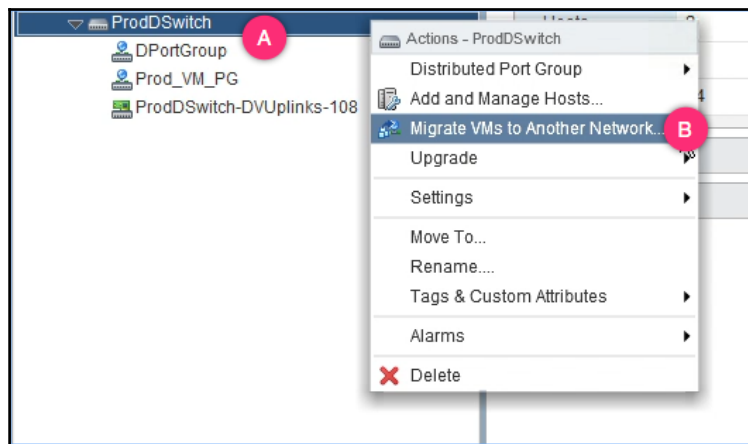 ProdDSwitch
A
DPortGroup
Prod_VM_PG
ProdDSwitch-DVUplinks-108
Actions - ProdDSwitch
Distributed Port Group
Add and Manage Hosts...
Migrate VMs to Another Network...
B
Upgrade
Settings
Move To...
Rename....
Tags & Custom Attributes
Alarms
Delete
4